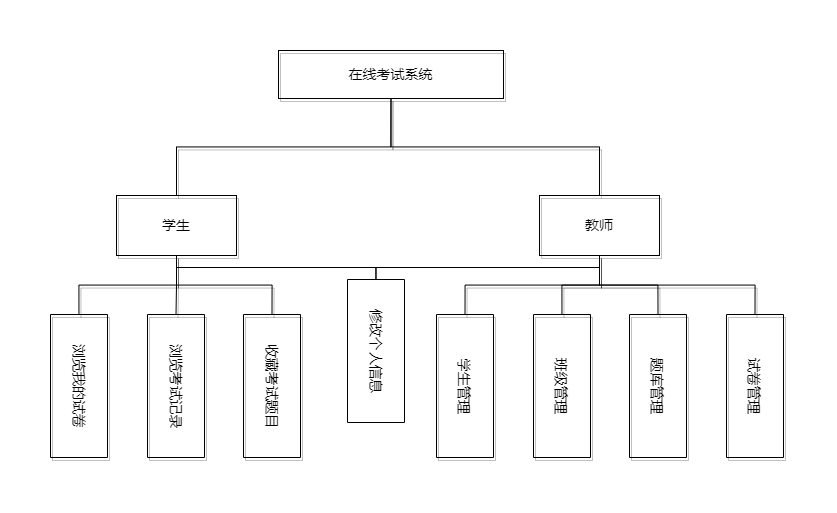 在线考试系统
学生
教师
浏览我的试卷
浏览考试记录
收藏考试题目
修改个人信息
学生管理
班级管理
题库管理
试卷管理